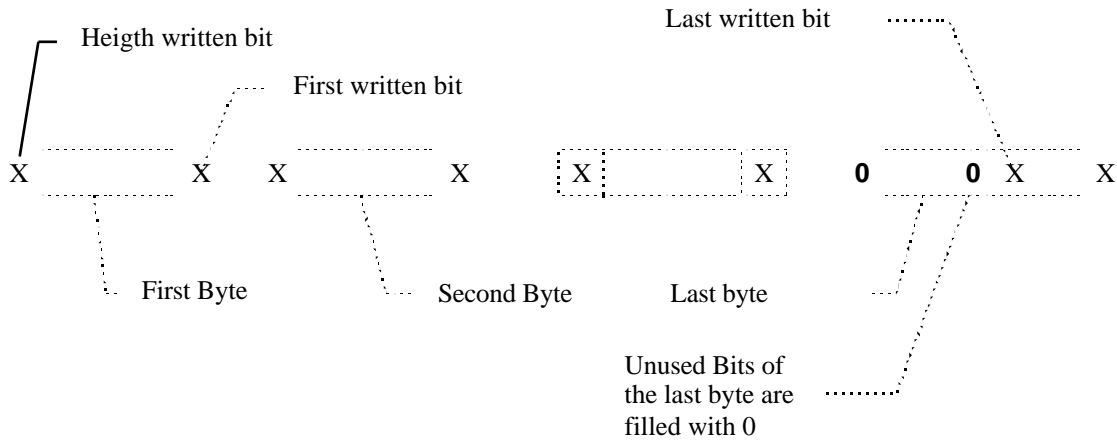 Last written bit
Heigth written bit
First written bit
X X X X X X 0 0 X X
First Byte
Second Byte
Last byte
Unused Bits of
the last byte are
filled with 0